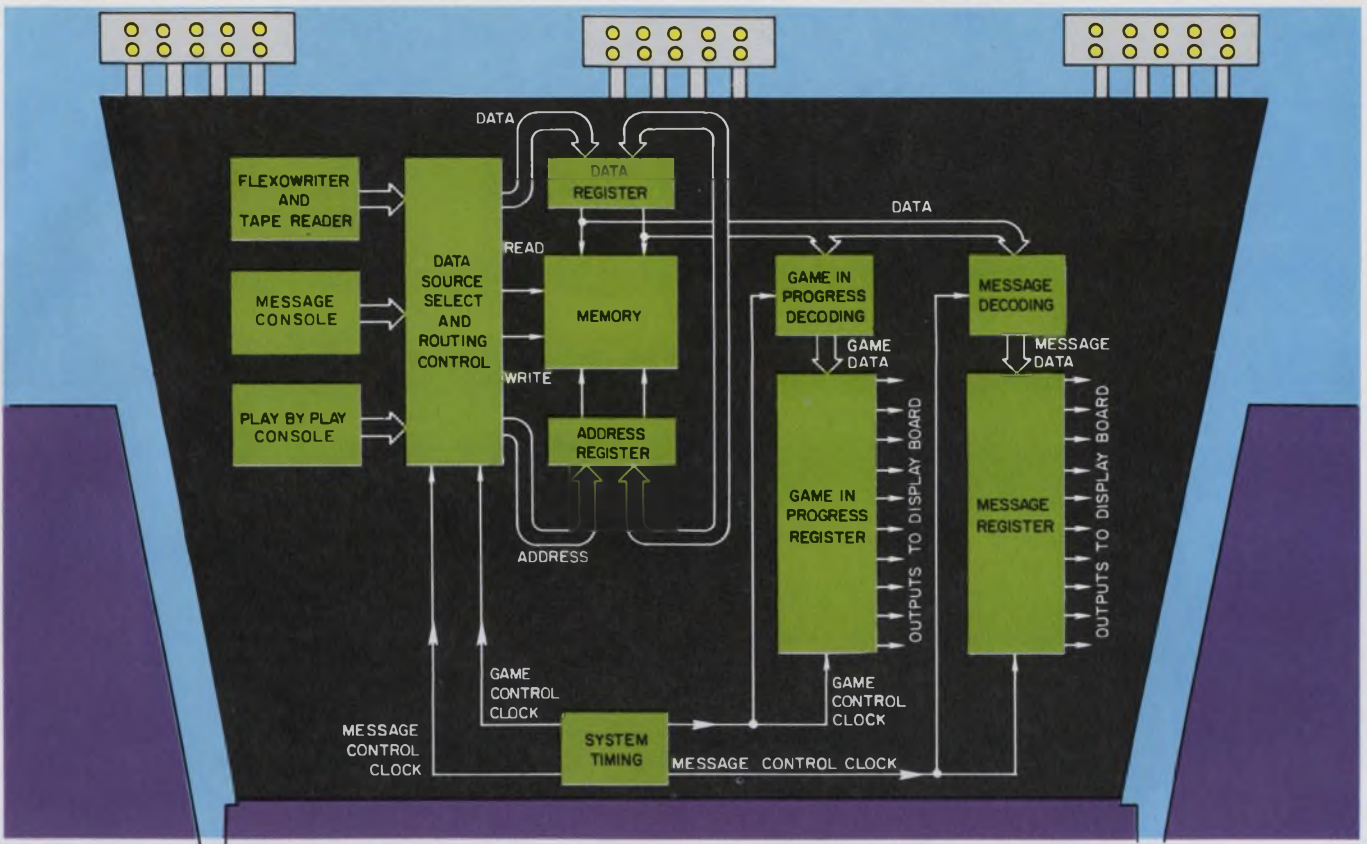 DATA
FLEXOWRITER
AND
TAPE READER
MESSAGE
CONSOLE
PLAY BY PLAY
CONSOLE
DATA
SOURCE
SELECT
AND
ROUTING
CONTROL
DATA
REGISTER
READ
MEMORY
WRITE
ADDRESS
REGISTER
ADDRESS
DATA
GAME IN
PROGRESS
DECODING
MESSAGE
DECODING
GAME
DATA
MESSAGE
DATA
GAME IN
PROGRESS
REGISTER
OUTPUTS TO DISPLAY BOARD
MESSAGE
REGISTER
OUTPUTS TO DISPLAY BOARD
GAME
CONTROL
CLOCK
MESSAGE
CONTROL
CLOCK
SYSTEM
TIMING
GAME
CONTROL
CLOCK
MESSAGE CONTROL CLOCK